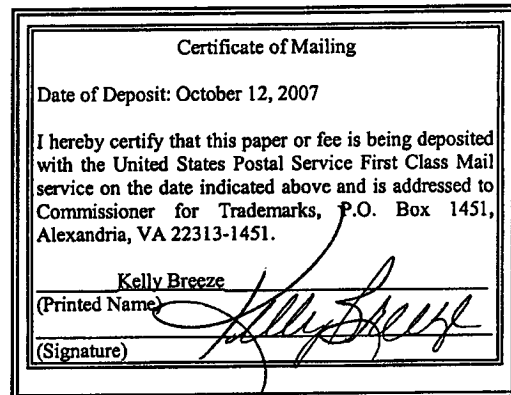 Certificate of Mailing
Date of Deposit: October 12, 2007
I hereby certify that this paper or fee is being deposited
with the United States Postal Service First Class Mail
service on the date indicated above and is addressed to
Commissioner for Trademarks, P.O. Box 1451,
Alexandria, VA 22313-1451.
Kelly Breeze
(Printed Name)
Kelly Breeze
(Signature)